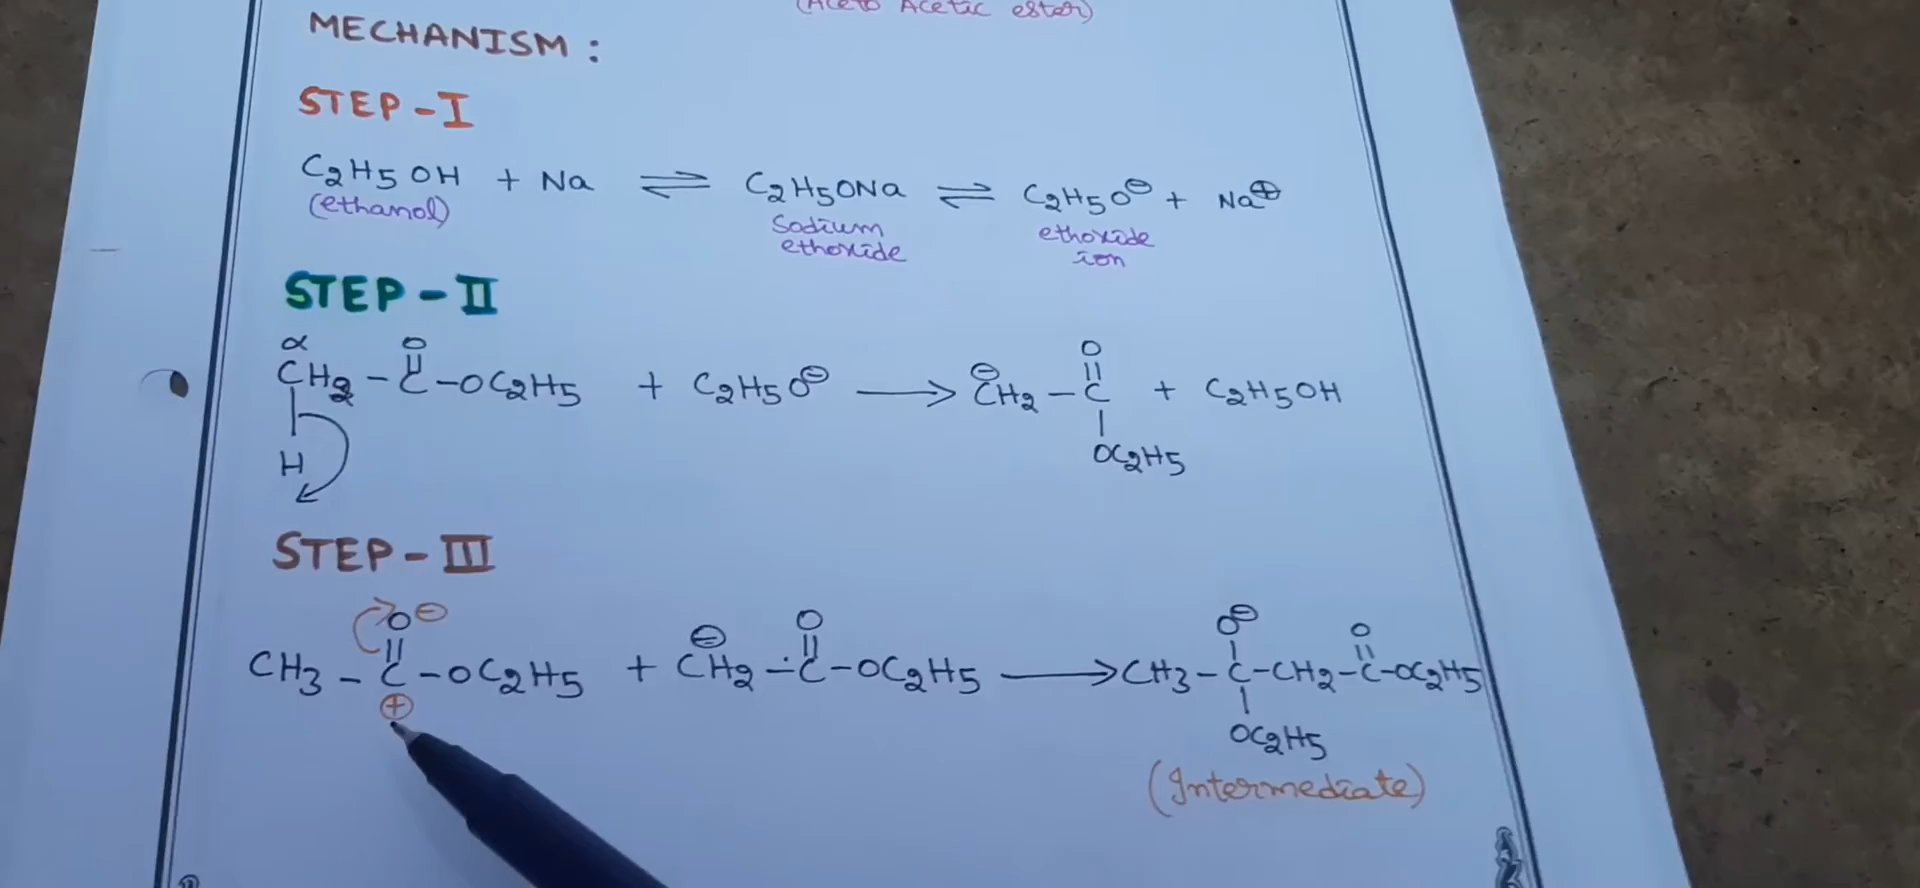 (Aceto Acetic ester)
MECHANISM :
STEP - I
C2H5OH + Na ⇌ C2H5ONa ⇌ C2H5O⊖ + Na⊕
(ethanol) Sodium ethoxide ethoxide ion
STEP - II
α O O
CH2 - C - OC2H5 + C2H5O⊖ → ⊖CH2 - C + C2H5OH
H OC2H5
STEP - III
O⊖ O O⊖ O
CH3 - C - OC2H5 + ⊖CH2 - C - OC2H5 → CH3 - C - CH2 - C - OC2H5
⊕ OC2H5
(Intermediate)